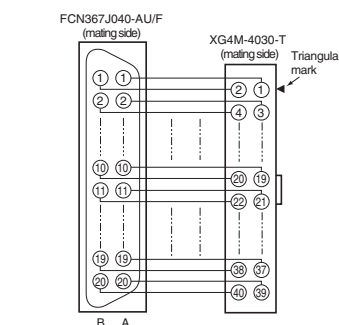 FCN367J040-AU/F
(mating side)
XG4M-4030-T
(mating side)
Triangula
mark
1 1
2 1
2 2
4 3
10 10
20 19
11 11
22 21
19 19
38 37
20 20
40 39
B A